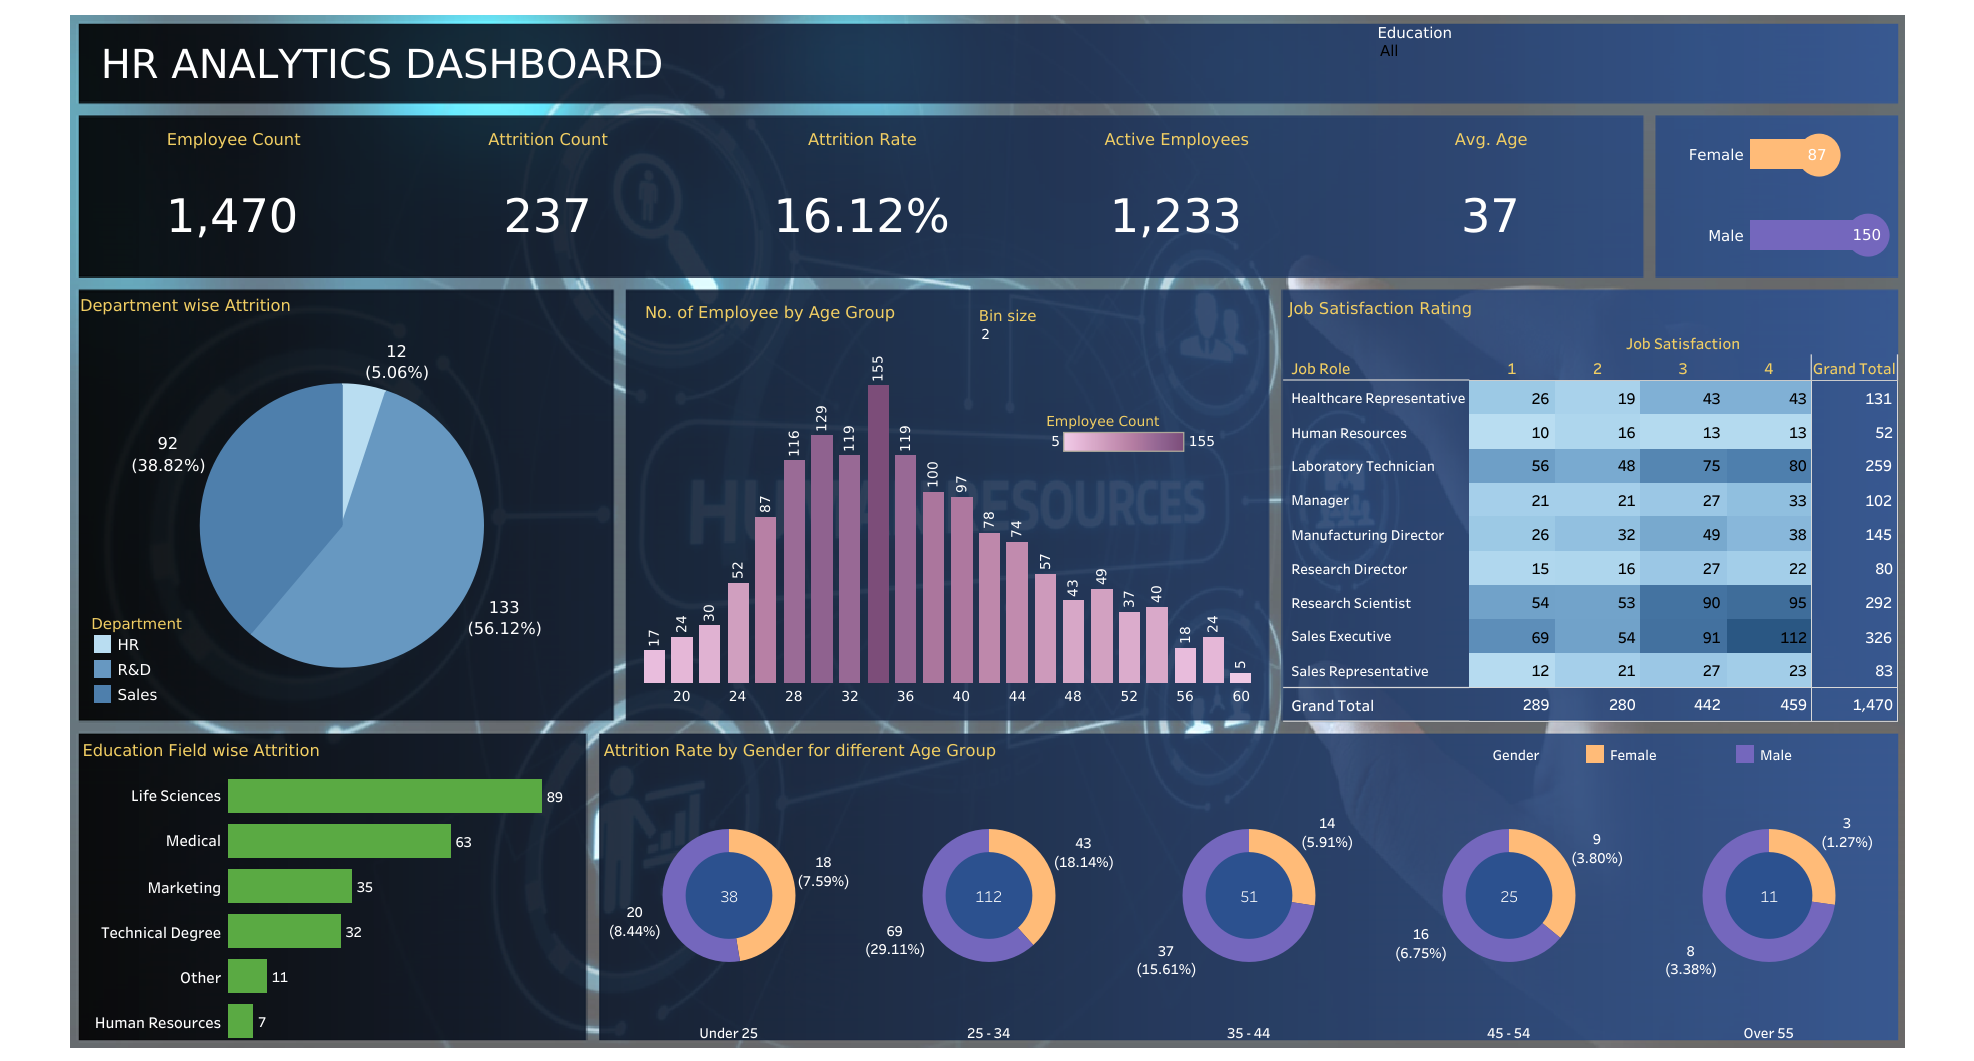 HR ANALYTICS DASHBOARD
Education
All
Employee Count
Attrition Count
Attrition Rate
Active Employees
Avg. Age
1,470
237
16.12%
1,233
37
Female 87
Male 150
Department wise Attrition
12
(5.06%)
92
(38.82%)
133
(56.12%)
Department
HR
R&D
Sales
No. of Employee by Age Group
Bin size
2
Employee Count
5 155
17 24 30 52 87 116 129 119 155 119 100 97 78 74 57 43 49 37 40 18 24 5
20 24 28 32 36 40 44 48 52 56 60
HUMAN RESOURCES
Job Satisfaction Rating
Job Satisfaction
Job Role 1 2 3 4 Grand Total
Healthcare Representative 26 19 43 43 131
Human Resources 10 16 13 13 52
Laboratory Technician 56 48 75 80 259
Manager 21 21 27 33 102
Manufacturing Director 26 32 49 38 145
Research Director 15 16 27 22 80
Research Scientist 54 53 90 95 292
Sales Executive 69 54 91 112 326
Sales Representative 12 21 27 23 83
Grand Total 289 280 442 459 1,470
Education Field wise Attrition
Life Sciences 89
Medical 63
Marketing 35
Technical Degree 32
Other 11
Human Resources 7
Attrition Rate by Gender for different Age Group
Gender Female Male
38
18
(7.59%)
20
(8.44%)
Under 25
112
43
(18.14%)
69
(29.11%)
25 - 34
51
14
(5.91%)
37
(15.61%)
35 - 44
25
9
(3.80%)
16
(6.75%)
45 - 54
11
3
(1.27%)
8
(3.38%)
Over 55